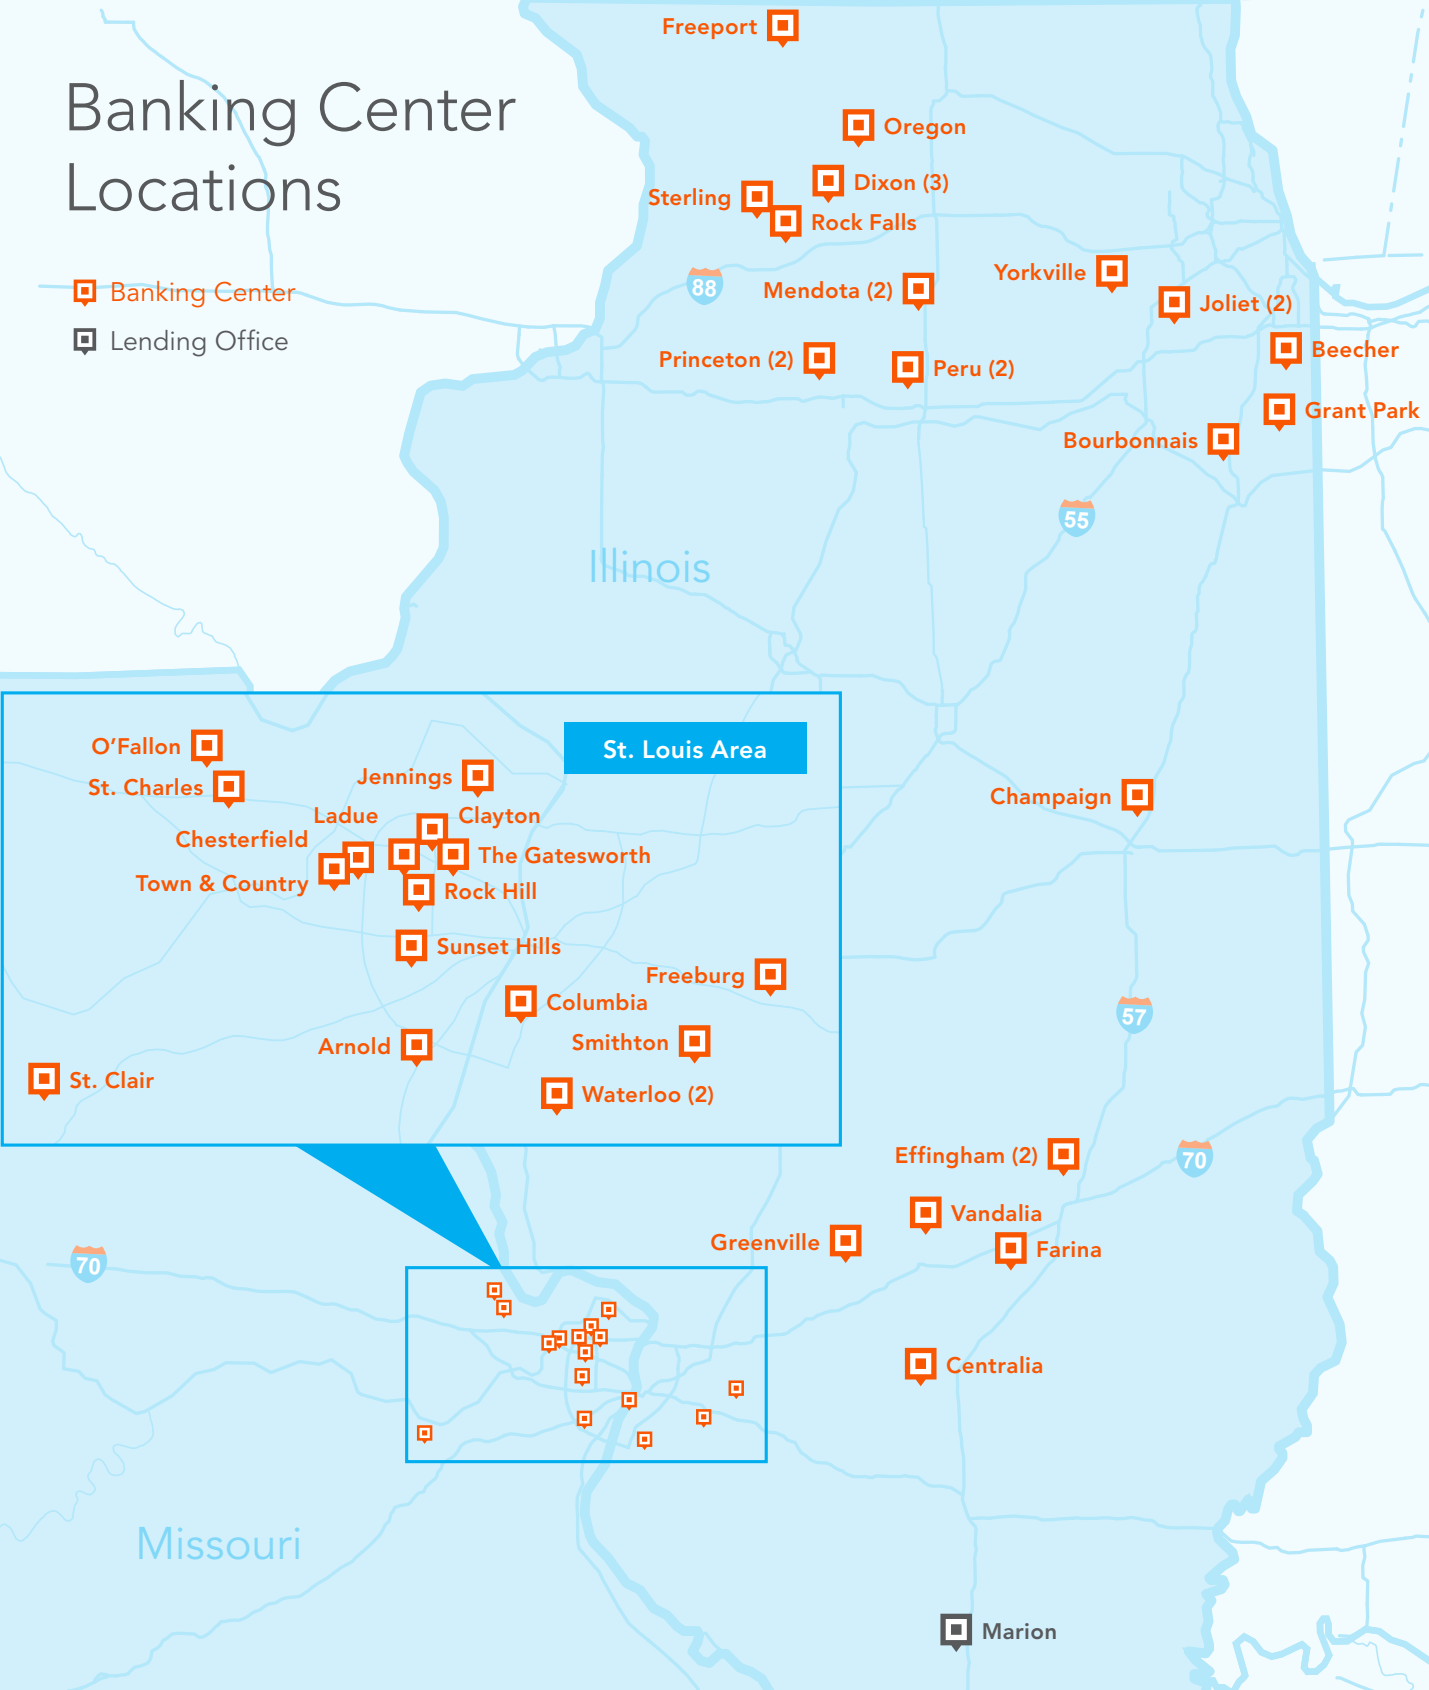 Banking Center
Locations
Banking Center
Lending Office
Freeport
Oregon
Dixon (3)
Sterling
Rock Falls
88
Mendota (2)
Yorkville
Joliet (2)
Princeton (2)
Peru (2)
Beecher
Grant Park
Bourbonnais
55
Illinois
St. Louis Area
O’Fallon
St. Charles
Jennings
Ladue
Clayton
Chesterfield
The Gatesworth
Town & Country
Rock Hill
Sunset Hills
Freeburg
Columbia
Arnold
Smithton
St. Clair
Waterloo (2)
Champaign
57
Effingham (2)
70
Vandalia
Greenville
Farina
70
Centralia
Missouri
Marion